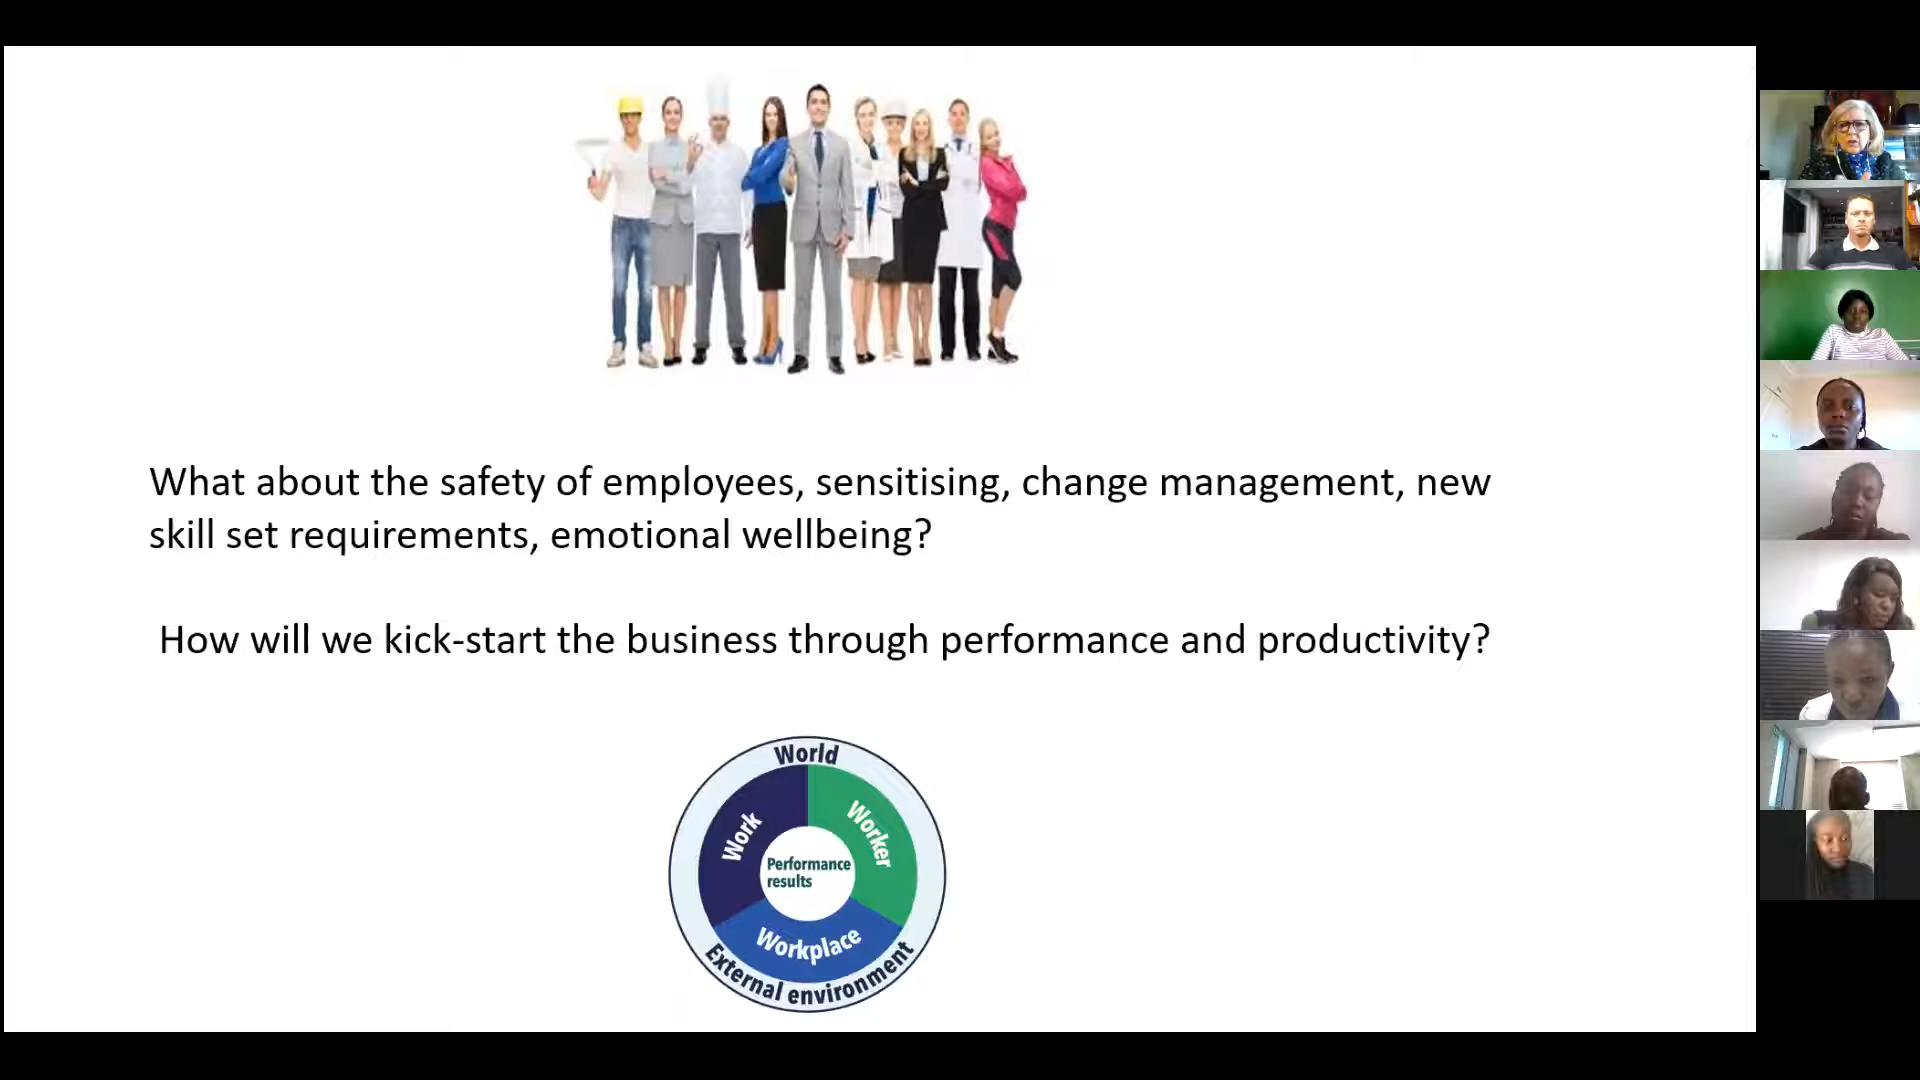 What about the safety of employees, sensitising, change management, new
skill set requirements, emotional wellbeing?
How will we kick-start the business through performance and productivity?
World
Work
Worker
Performance
results
Workplace
External environment